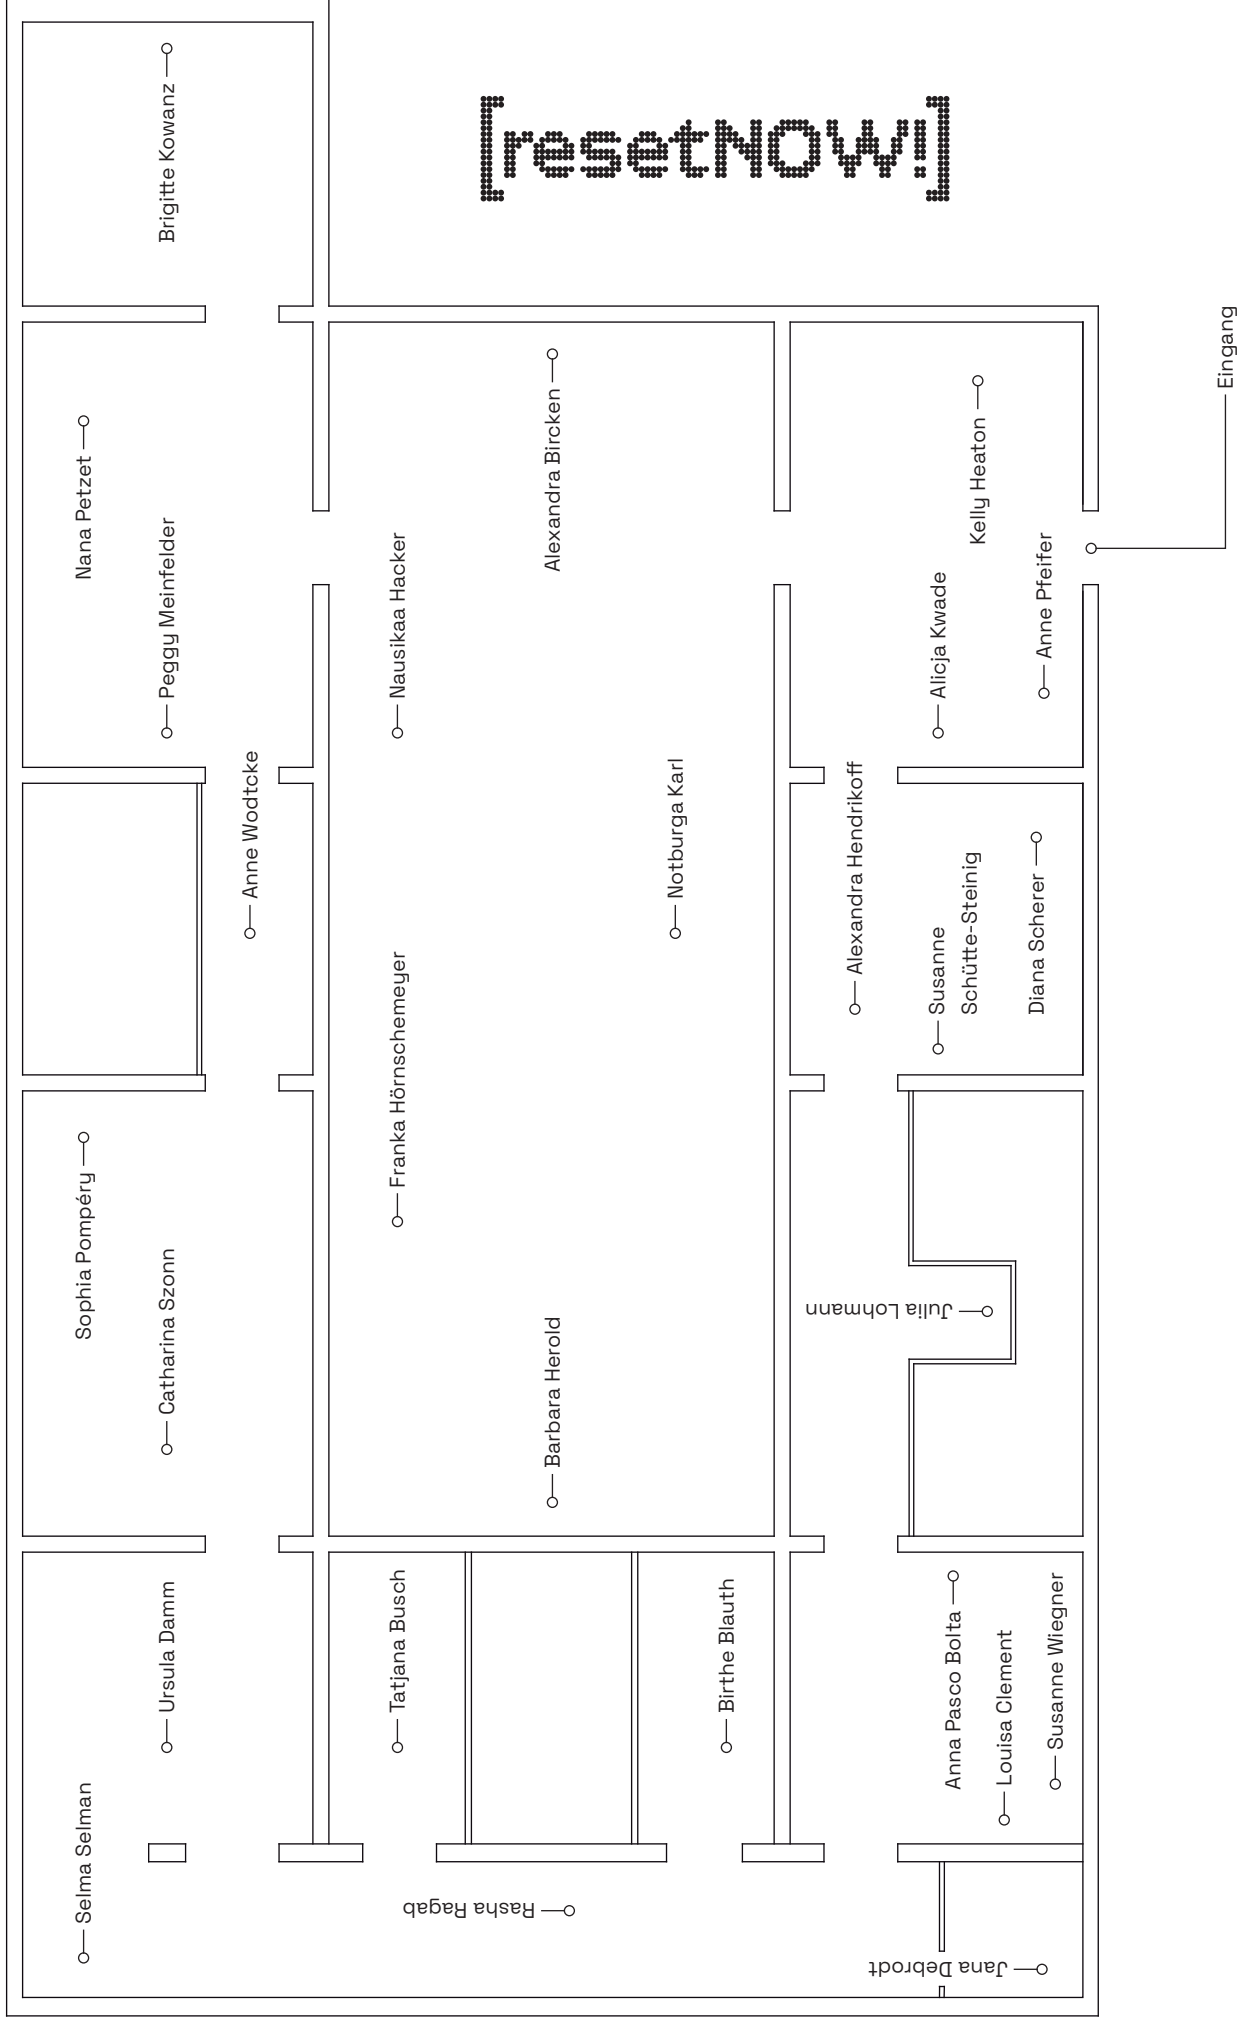 [resetNOW!]
Brigitte Kowanz
Eingang
Nana Petzet
Peggy Meinfelder
Nausikaa Hacker
Alexandra Bircken
Kelly Heaton
Alicja Kwade
Anne Pfeifer
Anne Wodtcke
Notburga Karl
Alexandra Hendrikoff
Susanne
Schütte-Steinig
Diana Scherer
Franka Hörnschemeyer
Sophia Pompéry
Catharina Szonn
Barbara Herold
Julia Lohmann
Ursula Damm
Tatjana Busch
Birthe Blauth
Anna Pasco Bolta
Louisa Clement
Susanne Wiegner
Selma Selman
Rasha Ragab
Jana Debrodt